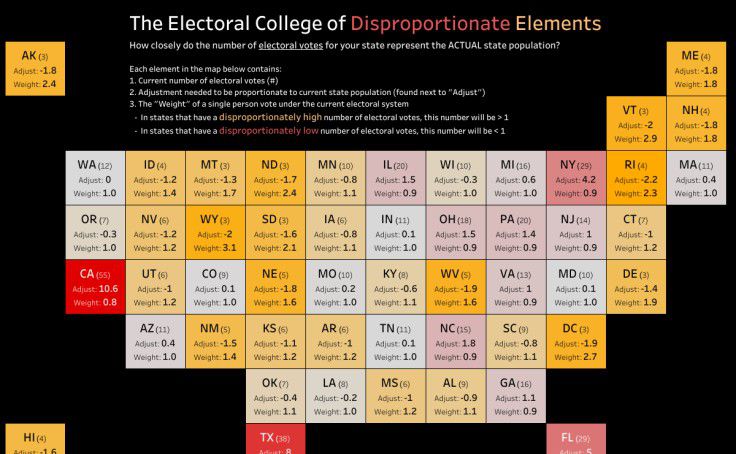 The Electoral College of Disproportionate Elements
How closely do the number of electoral votes for your state represent the ACTUAL state population?
Each element in the map below contains:
1. Current number of electoral votes (#)
2. Adjustment needed to be proportionate to current state population (found next to "Adjust")
3. The "Weight" of a single person vote under the current electoral system
- In states that have a disproportionately high number of electoral votes, this number will be > 1
- In states that have a disproportionately low number of electoral votes, this number will be < 1
AK (3)
Adjust: -1.8
Weight: 2.4
ME (4)
Adjust: -1.8
Weight: 1.8
VT (3)
Adjust: -2
Weight: 2.9
NH (4)
Adjust: -1.8
Weight: 1.8
WA (12)
Adjust: 0
Weight: 1.0
ID (4)
Adjust: -1.2
Weight: 1.4
MT (3)
Adjust: -1.3
Weight: 1.7
ND (3)
Adjust: -1.7
Weight: 2.4
MN (10)
Adjust: -0.8
Weight: 1.1
IL (20)
Adjust: 1.5
Weight: 0.9
WI (10)
Adjust: -0.3
Weight: 1.0
MI (16)
Adjust: 0.6
Weight: 1.0
NY (29)
Adjust: 4.2
Weight: 0.9
RI (4)
Adjust: -2.2
Weight: 2.3
MA (11)
Adjust: 0.4
Weight: 1.0
OR (7)
Adjust: -0.3
Weight: 1.0
NV (6)
Adjust: -1.2
Weight: 1.2
WY (3)
Adjust: -2
Weight: 3.1
SD (3)
Adjust: -1.6
Weight: 2.1
IA (6)
Adjust: -0.8
Weight: 1.1
IN (11)
Adjust: 0.1
Weight: 1.0
OH (18)
Adjust: 1.5
Weight: 0.9
PA (20)
Adjust: 1.4
Weight: 0.9
NJ (14)
Adjust: 1
Weight: 0.9
CT (7)
Adjust: -1
Weight: 1.2
CA (55)
Adjust: 10.6
Weight: 0.8
UT (6)
Adjust: -1
Weight: 1.2
CO (9)
Adjust: 0.1
Weight: 1.0
NE (5)
Adjust: -1.8
Weight: 1.6
MO (10)
Adjust: 0.2
Weight: 1.0
KY (8)
Adjust: -0.6
Weight: 1.1
WV (5)
Adjust: -1.9
Weight: 1.6
VA (13)
Adjust: 1
Weight: 0.9
MD (10)
Adjust: 0.1
Weight: 1.0
DE (3)
Adjust: -1.4
Weight: 1.9
AZ (11)
Adjust: 0.4
Weight: 1.0
NM (5)
Adjust: -1.5
Weight: 1.4
KS (6)
Adjust: -1.1
Weight: 1.2
AR (6)
Adjust: -1
Weight: 1.2
TN (11)
Adjust: 0.1
Weight: 1.0
NC (15)
Adjust: 1.8
Weight: 0.9
SC (9)
Adjust: -0.8
Weight: 1.1
DC (3)
Adjust: -1.9
Weight: 2.7
OK (7)
Adjust: -0.4
Weight: 1.1
LA (8)
Adjust: -0.2
Weight: 1.0
MS (6)
Adjust: -1
Weight: 1.2
AL (9)
Adjust: -0.9
Weight: 1.1
GA (16)
Adjust: 1.1
Weight: 0.9
HI (4)
Adjust: -1.6
TX (38)
Adjust: 8
FL (29)
Adjust: 5